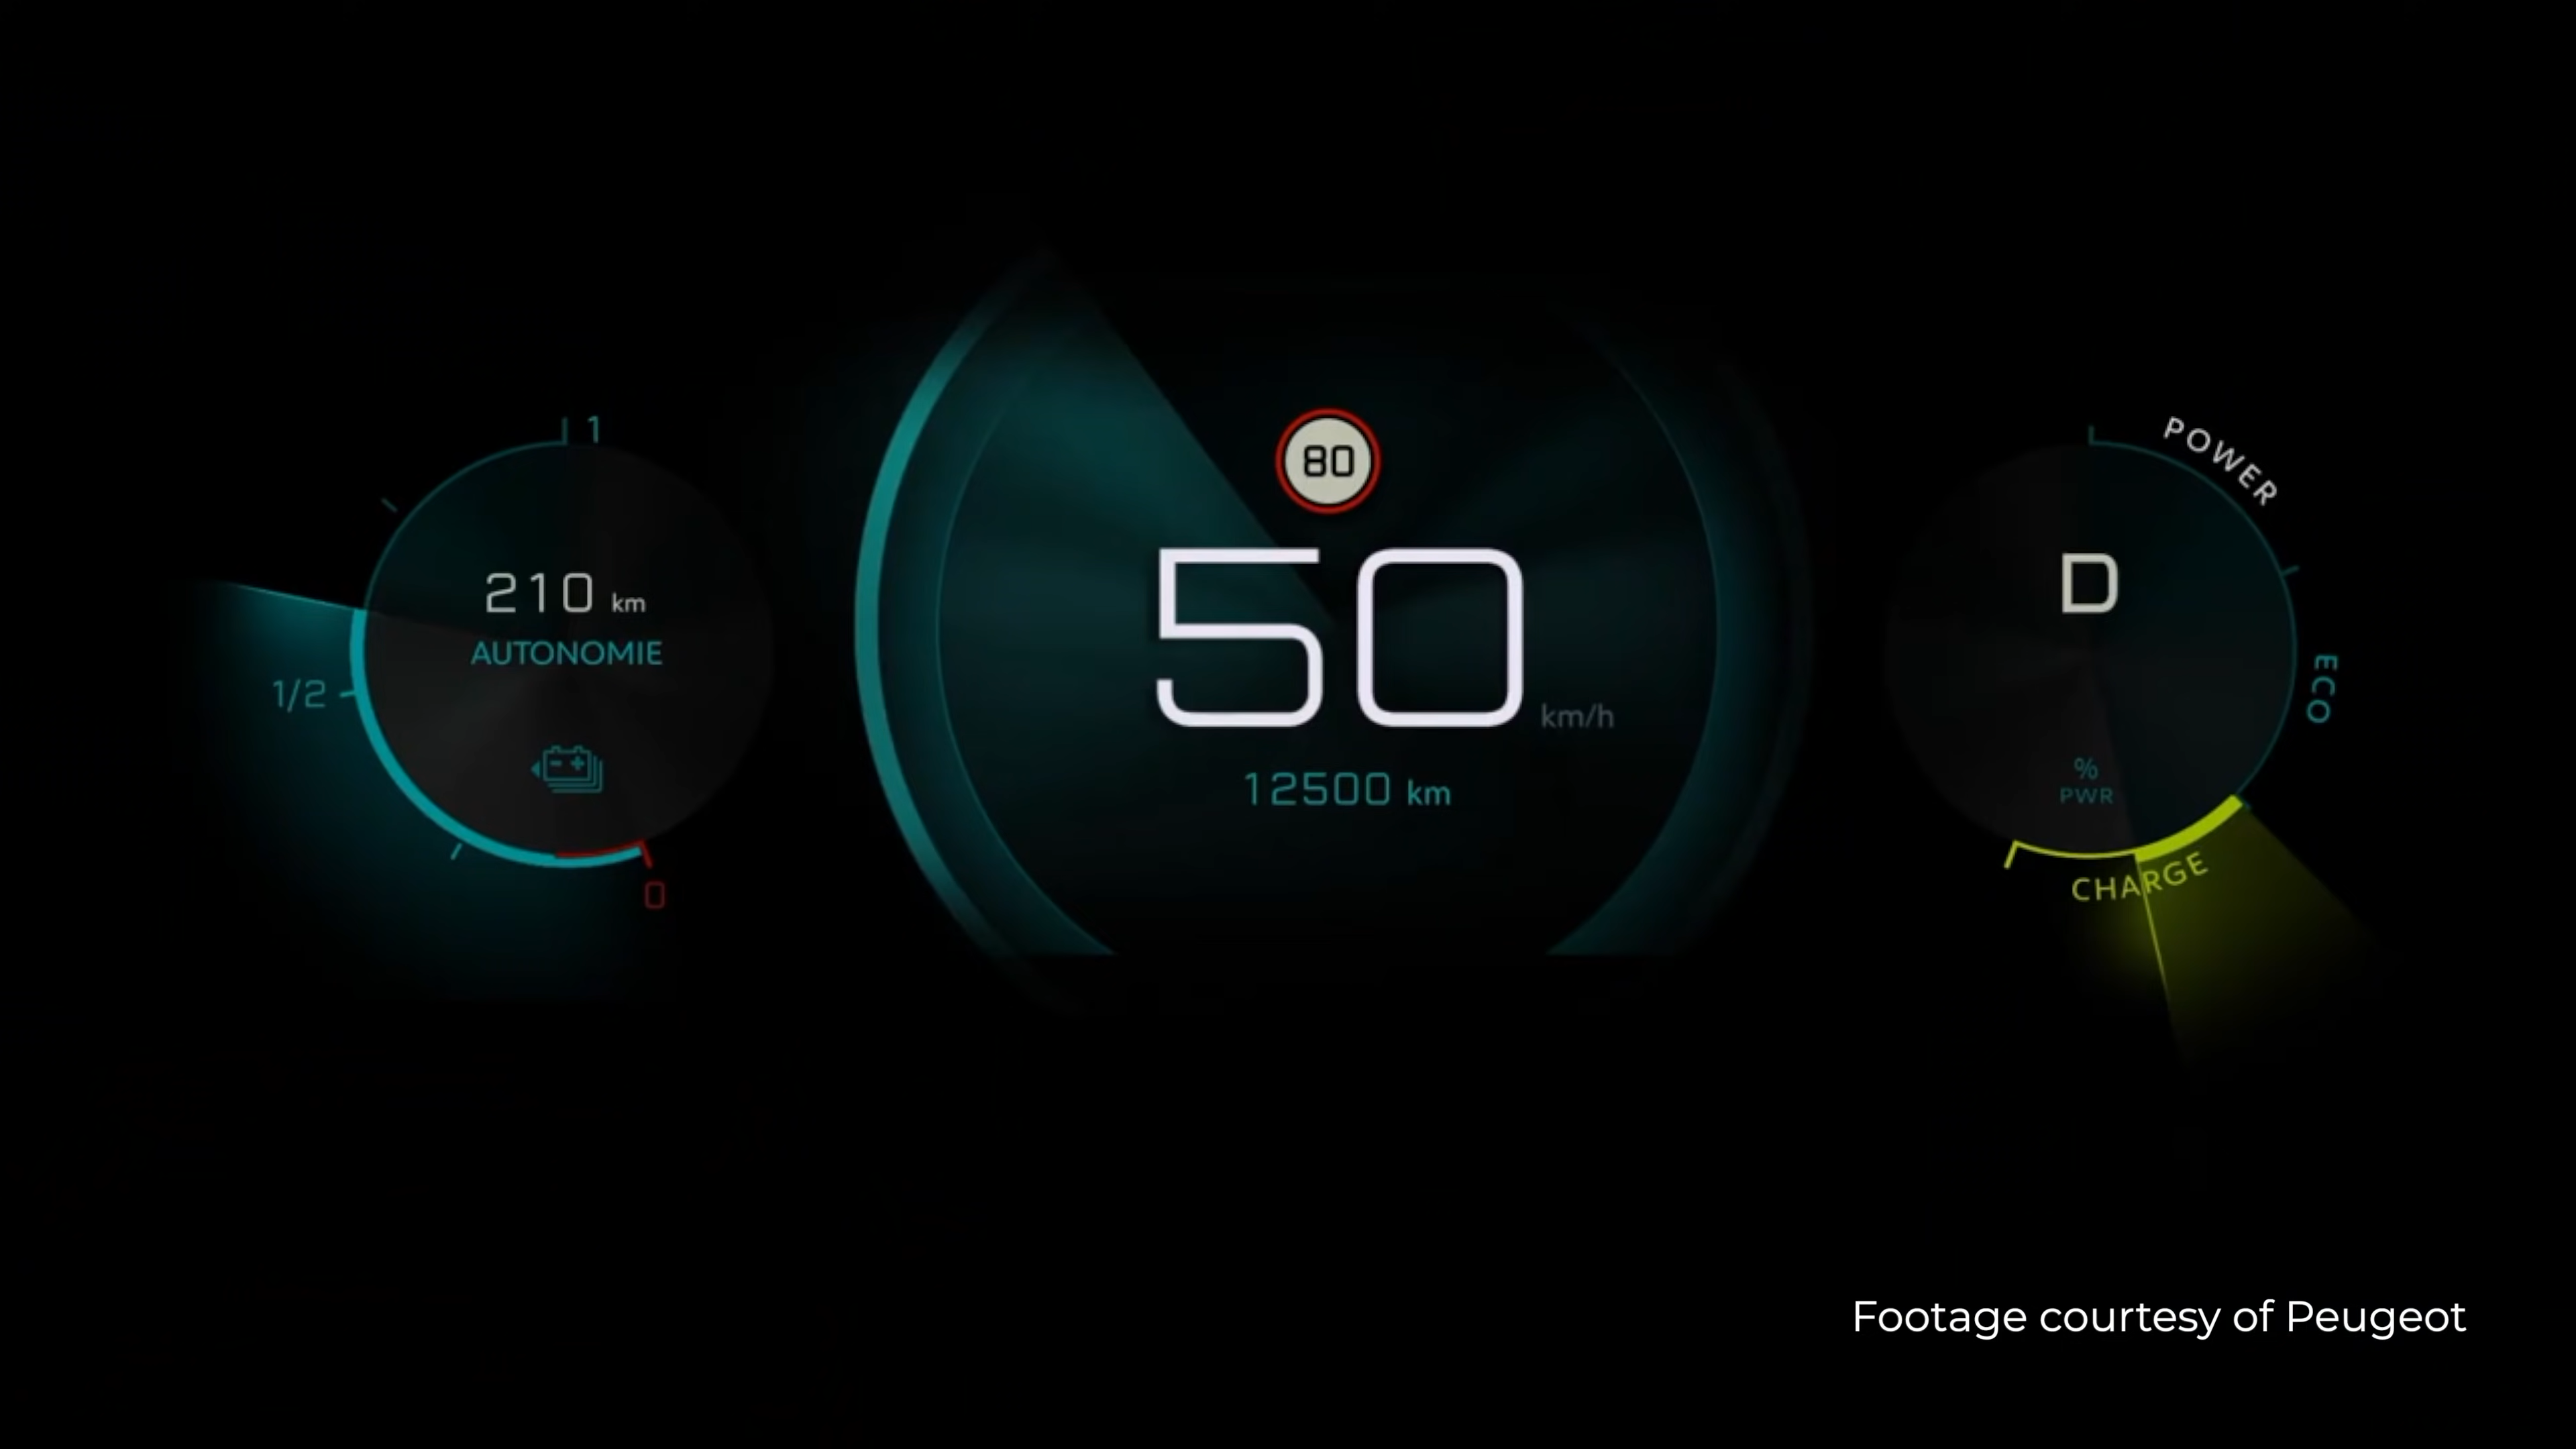 1
210 km
AUTONOMIE
1/2
0
80
50 km/h
12500 km
POWER
D
ECO
%
PWR
CHARGE
Footage courtesy of Peugeot